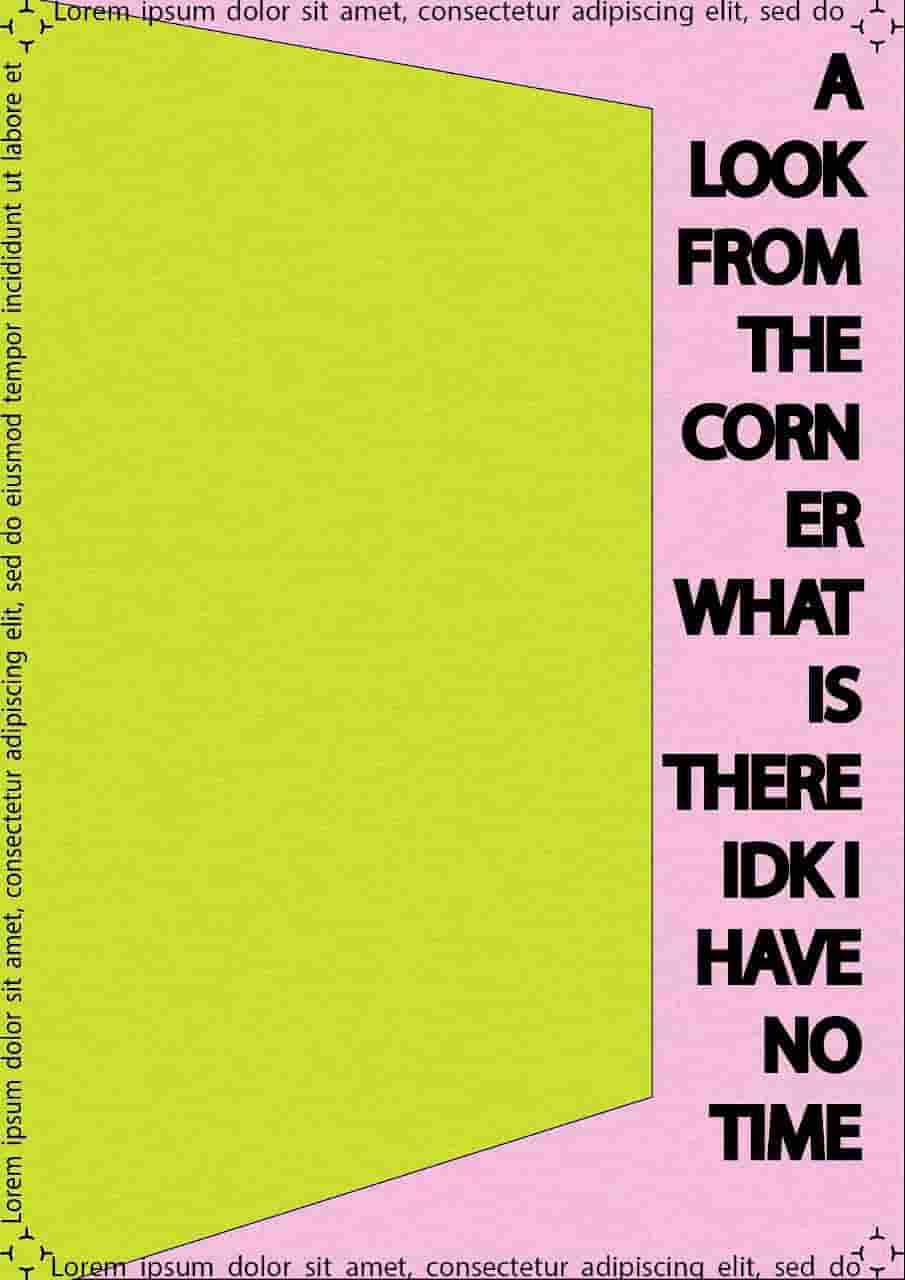 Lorem ipsum dolor sit amet, consectetur adipiscing elit, sed do
Lorem ipsum dolor sit amet, consectetur adipiscing elit, sed do eiusmod tempor incididunt ut labore et
A
LOOK
FROM
THE
CORN
ER
WHAT
IS
THERE
IDK I
HAVE
NO
TIME
Lorem ipsum dolor sit amet, consectetur adipiscing elit, sed do